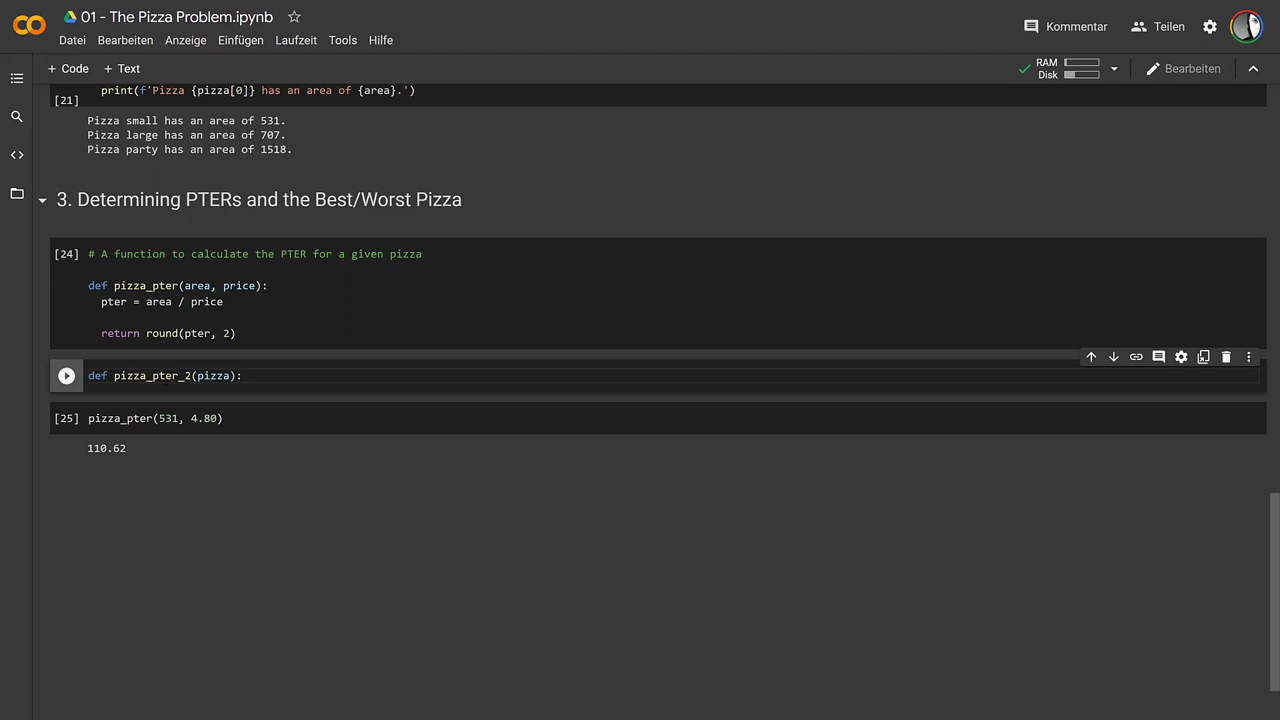 01 - The Pizza Problem.ipynb
Kommentar
Teilen
Datei Bearbeiten Anzeige Einfügen Laufzeit Tools Hilfe
+ Code + Text
RAM
Disk
Bearbeiten
print(f'Pizza {pizza[0]} has an area of {area}.')
[21]
Pizza small has an area of 531.
Pizza large has an area of 707.
Pizza party has an area of 1518.
3. Determining PTERs and the Best/Worst Pizza
[24] # A function to calculate the PTER for a given pizza
def pizza_pter(area, price):
pter = area / price
return round(pter, 2)
def pizza_pter_2(pizza):
[25] pizza_pter(531, 4.80)
110.62